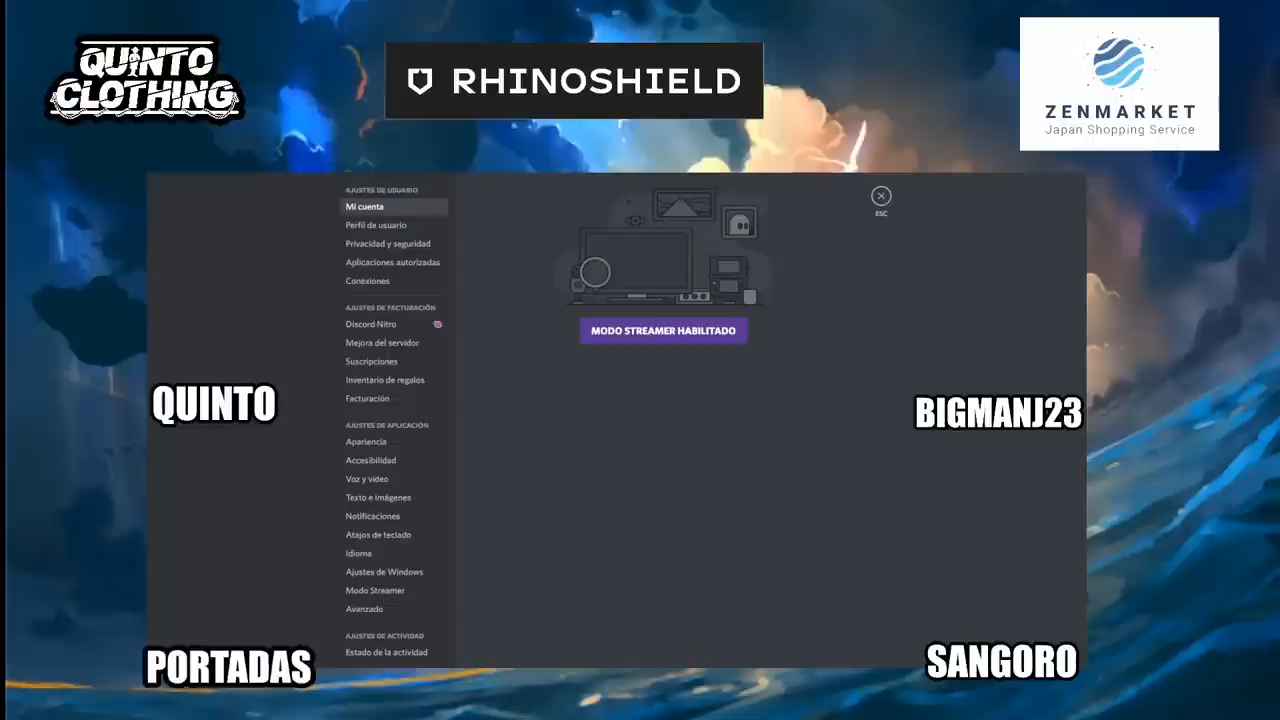 QUINTO
CLOTHING
RHINOSHIELD
ZENMARKET
Japan Shopping Service
AJUSTES DE USUARIO
Mi cuenta
Perfil de usuario
Privacidad y seguridad
Aplicaciones autorizadas
Conexiones
ESC
AJUSTES DE FACTURACIÓN
Discord Nitro
Mejora del servidor
Suscripciones
Inventario de regalos
Facturación
MODO STREAMER HABILITADO
QUINTO
BIGMANJ23
AJUSTES DE APLICACIÓN
Apariencia
Accesibilidad
Voz y video
Texto e imágenes
Notificaciones
Atajos de teclado
Idioma
Ajustes de Windows
Modo Streamer
Avanzado
AJUSTES DE ACTIVIDAD
Estado de la actividad
PORTADAS
SANGORO